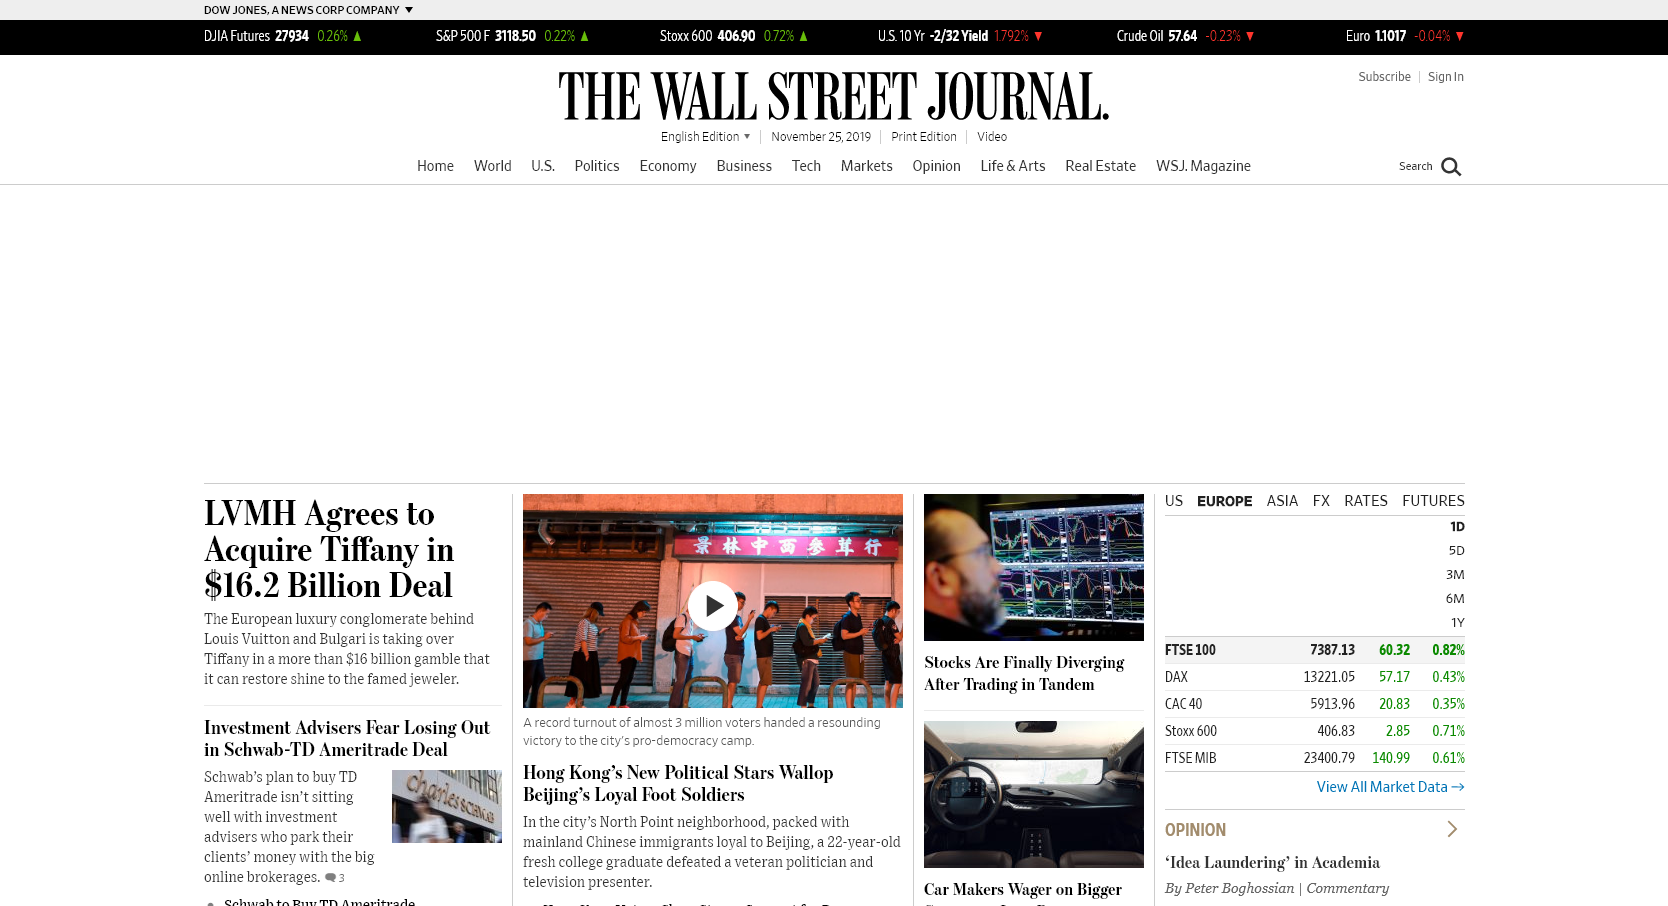 DOW JONES, A NEWS CORP COMPANY
DJIA Futures 27934 0.26%
S&P 500 F 3118.50 0.22%
Stoxx 600 406.90 0.72%
U.S. 10 Yr -2/32 Yield 1.792%
Crude Oil 57.64 -0.23%
Euro 1.1017 -0.04%
THE WALL STREET JOURNAL.
Subscribe
Sign In
English Edition
November 25, 2019
Print Edition
Video
Home World U.S. Politics Economy Business Tech Markets Opinion Life & Arts Real Estate WSJ. Magazine
Search
LVMH Agrees to
Acquire Tiffany in
$16.2 Billion Deal
The European luxury conglomerate behind
Louis Vuitton and Bulgari is taking over
Tiffany in a more than $16 billion gamble that
it can restore shine to the famed jeweler.
Investment Advisers Fear Losing Out
in Schwab-TD Ameritrade Deal
Schwab’s plan to buy TD
Ameritrade isn’t sitting
well with investment
advisers who park their
clients’ money with the big
online brokerages. 3
charles SCHWAB
Schwab to Buy TD Ameritrade
景林中西參茸行
A record turnout of almost 3 million voters handed a resounding
victory to the city’s pro-democracy camp.
Hong Kong’s New Political Stars Wallop
Beijing’s Loyal Foot Soldiers
In the city’s North Point neighborhood, packed with
mainland Chinese immigrants loyal to Beijing, a 22-year-old
fresh college graduate defeated a veteran politician and
television presenter.
Stocks Are Finally Diverging
After Trading in Tandem
Car Makers Wager on Bigger
US EUROPE ASIA FX RATES FUTURES
1D
5D
3M
6M
1Y
FTSE 100 7387.13 60.32 0.82%
DAX 13221.05 57.17 0.43%
CAC 40 5913.96 20.83 0.35%
Stoxx 600 406.83 2.85 0.71%
FTSE MIB 23400.79 140.99 0.61%
View All Market Data
OPINION
‘Idea Laundering’ in Academia
By Peter Boghossian | Commentary